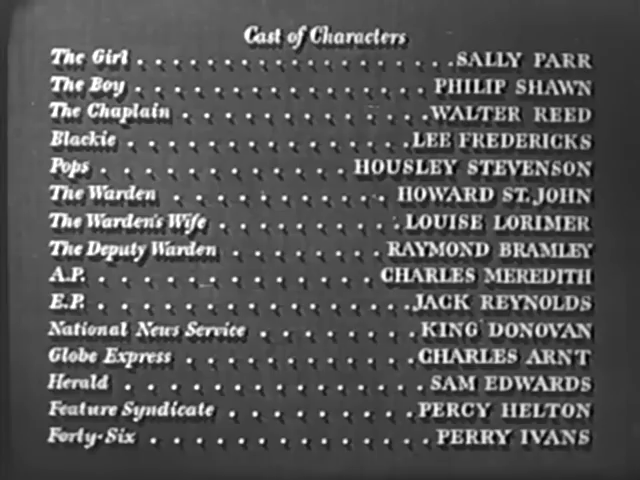 Cast of Characters
The Girl . . . . . . . . . . . . . . . . . . . SALLY PARR
The Boy . . . . . . . . . . . . . . . . . . PHILIP SHAWN
The Chaplain . . . . . . . . . . . . . . WALTER REED
Blackie . . . . . . . . . . . . . . . . . LEE FREDERICKS
Pops . . . . . . . . . . . . . . . HOUSLEY STEVENSON
The Warden . . . . . . . . . . . . HOWARD ST. JOHN
The Warden's Wife . . . . . . . . . LOUISE LORIMER
The Deputy Warden . . . . . . . RAYMOND BRAMLEY
A.P. . . . . . . . . . . . . . . . CHARLES MEREDITH
E.P. . . . . . . . . . . . . . . . . . JACK REYNOLDS
National News Service . . . . . . . KING DONOVAN
Globe Express . . . . . . . . . . . . CHARLES ARNT
Herald . . . . . . . . . . . . . . . . . SAM EDWARDS
Feature Syndicate . . . . . . . . . PERCY HELTON
Forty-Six . . . . . . . . . . . . . . . PERRY IVANS